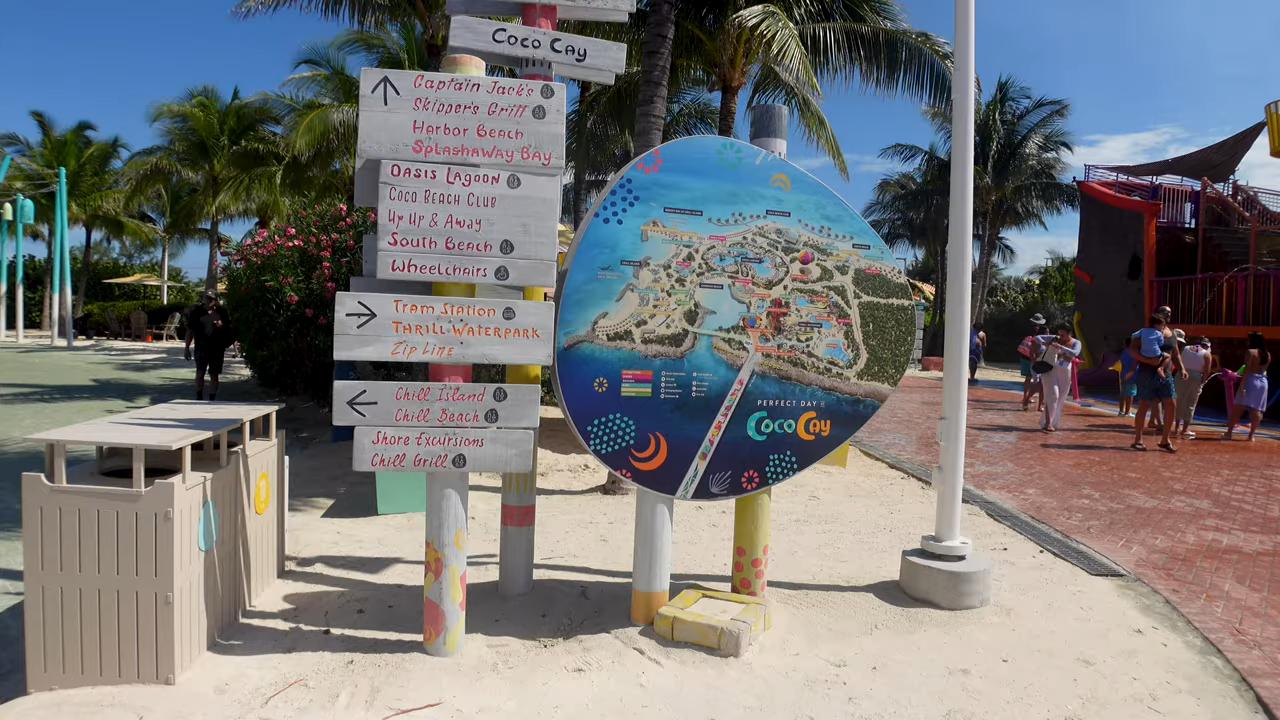 Coco Cay
Captain Jack's
Skipper's Grill
Harbor Beach
Splashaway Bay
Oasis Lagoon
Coco Beach Club
Up Up & Away
South Beach
Wheelchairs
Tram Station
Thrill Waterpark
Zip Line
Chill Island
Chill Beach
Shore Excursions
Chill Grill
PERFECT DAY
CocoCay